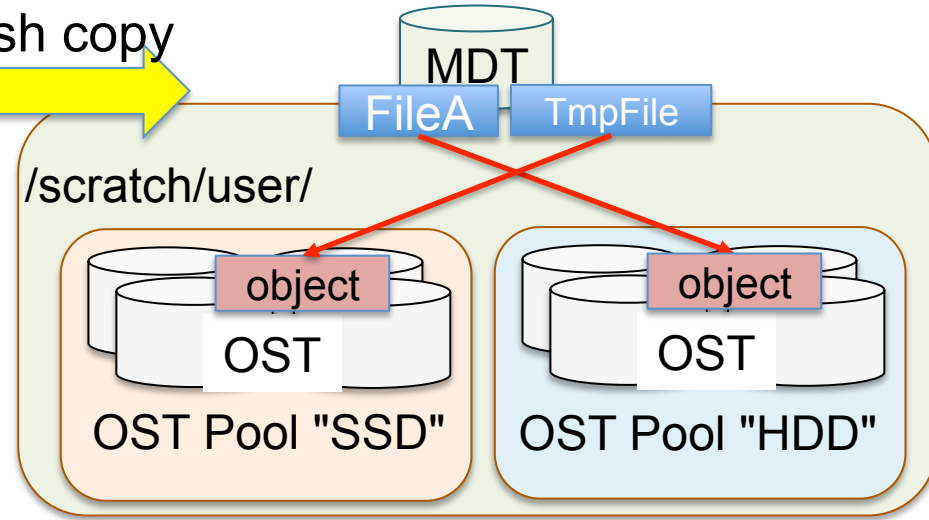 sh copy
MDT
FileA TmpFile
/scratch/user/
object object
OST OST
OST Pool "SSD" OST Pool "HDD"